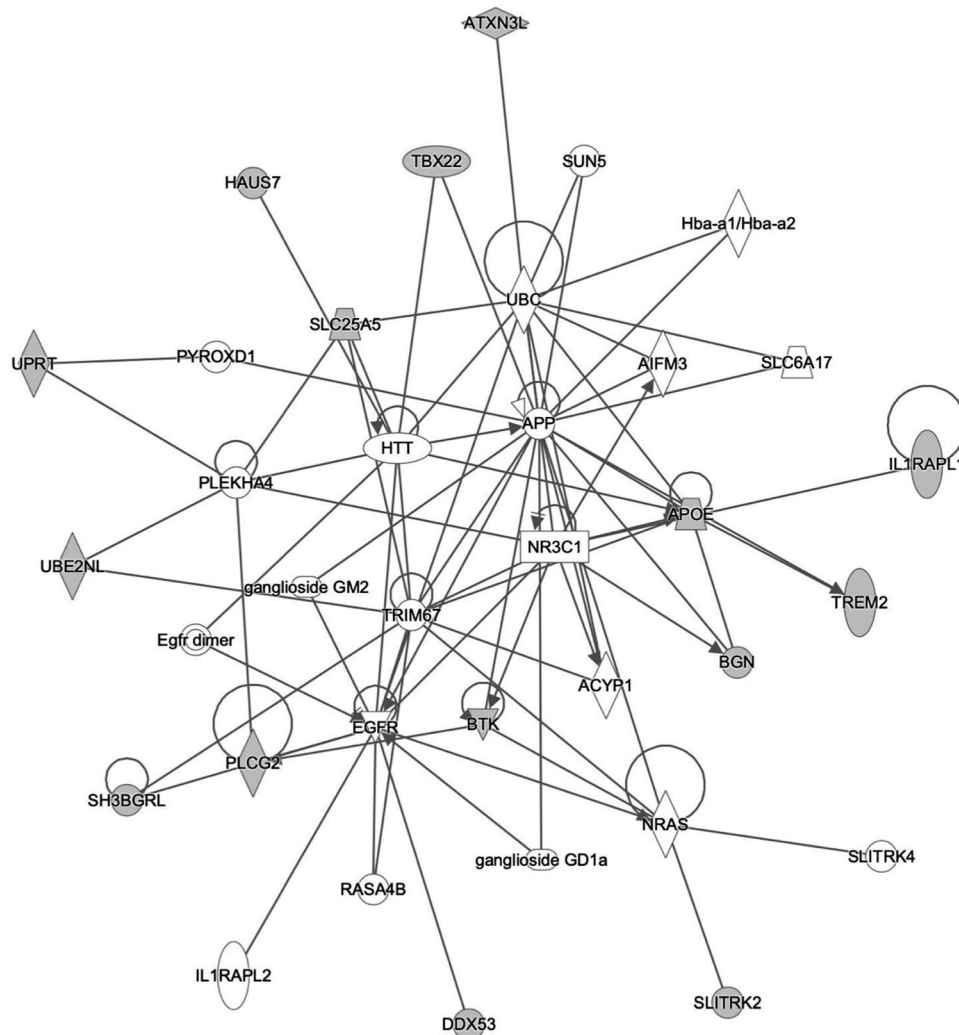 ATXN3L
TBX22
SUN5
HAUS7
Hba-a1/Hba-a2
UBC
SLC25A5
UPRT
PYROXD1
AIFM3
SLC6A17
APP
HTT
IL1RAPL1
PLEKHA4
APOE
NR3C1
UBE2NL
ganglioside GM2
TREM2
TRIM67
Egfr dimer
BGN
ACYP1
EGFR
BTK
PLCG2
SH3BGRL
NRAS
ganglioside GD1a
SLITRK4
RASA4B
IL1RAPL2
SLITRK2
DDX53